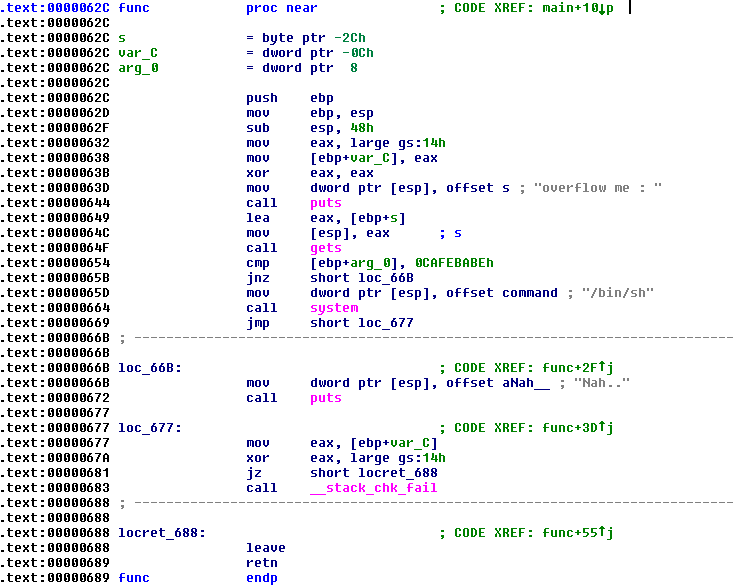 .text:0000062C func proc near ; CODE XREF: main+10↓p
.text:0000062C
.text:0000062C s = byte ptr -2Ch
.text:0000062C var_C = dword ptr -0Ch
.text:0000062C arg_0 = dword ptr 8
.text:0000062C
.text:0000062C push ebp
.text:0000062D mov ebp, esp
.text:0000062F sub esp, 48h
.text:00000632 mov eax, large gs:14h
.text:00000638 mov [ebp+var_C], eax
.text:0000063B xor eax, eax
.text:0000063D mov dword ptr [esp], offset s ; "overflow me : "
.text:00000644 call puts
.text:00000649 lea eax, [ebp+s]
.text:0000064C mov [esp], eax ; s
.text:0000064F call gets
.text:00000654 cmp [ebp+arg_0], 0CAFEBABEh
.text:0000065B jnz short loc_66B
.text:0000065D mov dword ptr [esp], offset command ; "/bin/sh"
.text:00000664 call system
.text:00000669 jmp short loc_677
.text:0000066B ; ---------------------------------------------------------------------------
.text:0000066B
.text:0000066B loc_66B: ; CODE XREF: func+2F↑j
.text:0000066B mov dword ptr [esp], offset aNah__ ; "Nah.."
.text:00000672 call puts
.text:00000677
.text:00000677 loc_677: ; CODE XREF: func+3D↑j
.text:00000677 mov eax, [ebp+var_C]
.text:0000067A xor eax, large gs:14h
.text:00000681 jz short locret_688
.text:00000683 call __stack_chk_fail
.text:00000688 ; ---------------------------------------------------------------------------
.text:00000688
.text:00000688 locret_688: ; CODE XREF: func+55↑j
.text:00000688 leave
.text:00000689 retn
.text:00000689 func endp